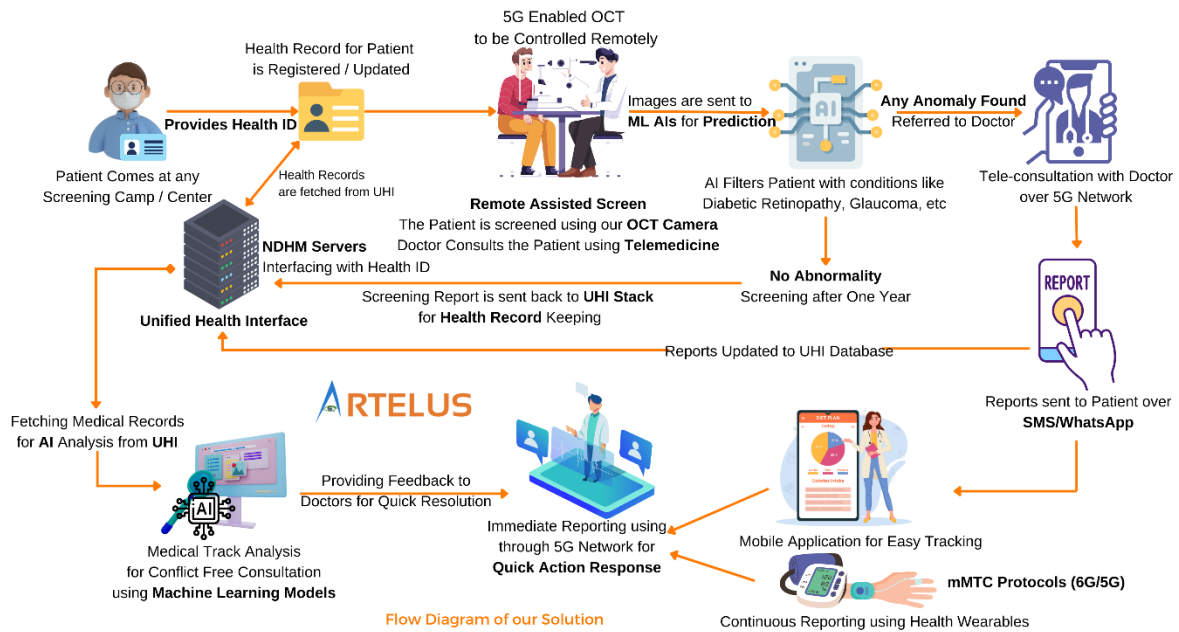 5G Enabled OCT
to be Controlled Remotely
Health Record for Patient
is Registered / Updated
Provides Health ID
Images are sent to
ML AIs for Prediction
AI
Any Anomaly Found
Referred to Doctor
Patient Comes at any
Screening Camp / Center
Health Records
are fetched from UHI
Remote Assisted Screen
The Patient is screened using our OCT Camera
Doctor Consults the Patient using Telemedicine
AI Filters Patient with conditions like
Diabetic Retinopathy, Glaucoma, etc
Tele-consultation with Doctor
over 5G Network
NDHM Servers
Interfacing with Health ID
Unified Health Interface
No Abnormality
Screening after One Year
Screening Report is sent back to UHI Stack
for Health Record Keeping
REPORT
Reports Updated to UHI Database
Reports sent to Patient over
SMS/WhatsApp
ARTELUS
Fetching Medical Records
for AI Analysis from UHI
AI
Providing Feedback to
Doctors for Quick Resolution
DIET PLAN
Medical Track Analysis
for Conflict Free Consultation
using Machine Learning Models
Immediate Reporting using
through 5G Network for
Quick Action Response
Mobile Application for Easy Tracking
mMTC Protocols (6G/5G)
Continuous Reporting using Health Wearables
Flow Diagram of our Solution